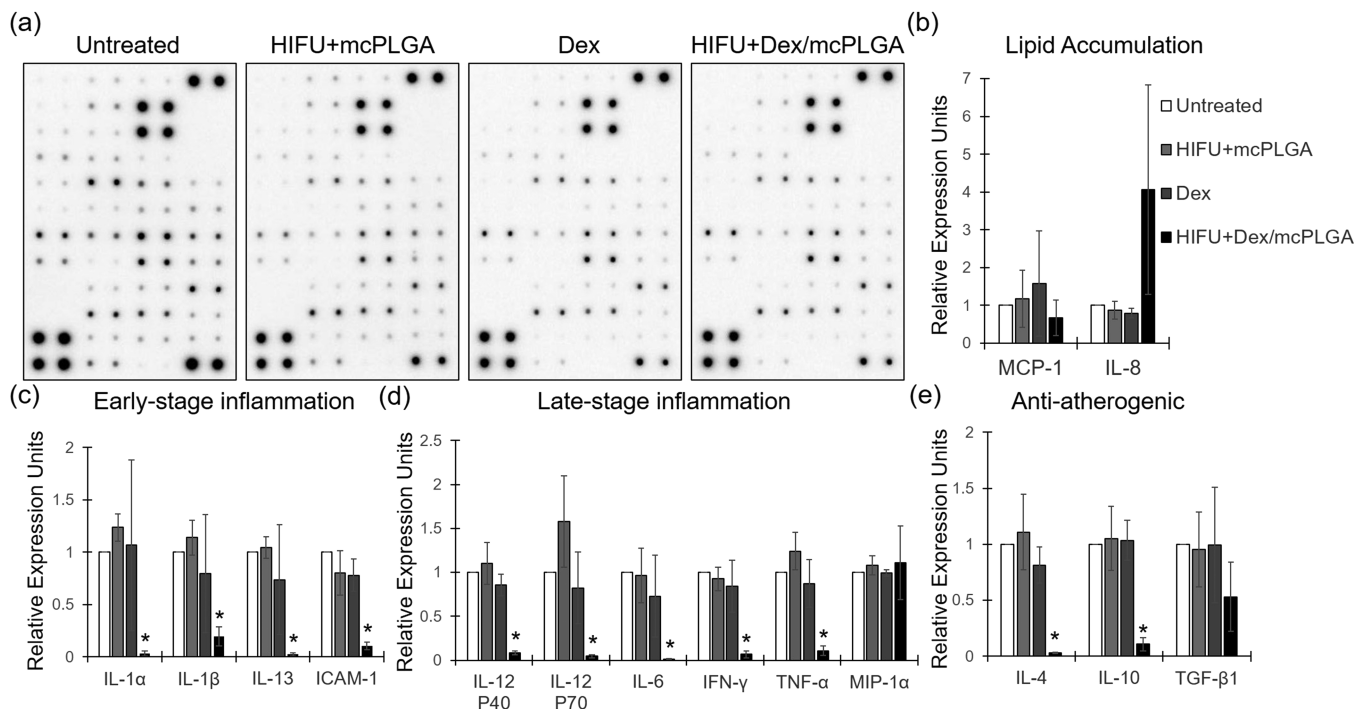 (a)
Untreated
HIFU+mcPLGA
Dex
HIFU+Dex/mcPLGA
(b)
Lipid Accumulation
Relative Expression Units
7
6
5
4
3
2
1
0
Untreated
HIFU+mcPLGA
Dex
HIFU+Dex/mcPLGA
MCP-1
IL-8
(c)
Early-stage inflammation
Relative Expression Units
2
1.5
1
0.5
0
*
*
*
*
IL-1α
IL-1β
IL-13
ICAM-1
(d)
Late-stage inflammation
Relative Expression Units
2.5
2
1.5
1
0.5
0
*
*
*
*
*
IL-12
P40
IL-12
P70
IL-6
IFN-γ
TNF-α
MIP-1α
(e)
Anti-atherogenic
Relative Expression Units
2
1.5
1
0.5
0
*
*
IL-4
IL-10
TGF-β1